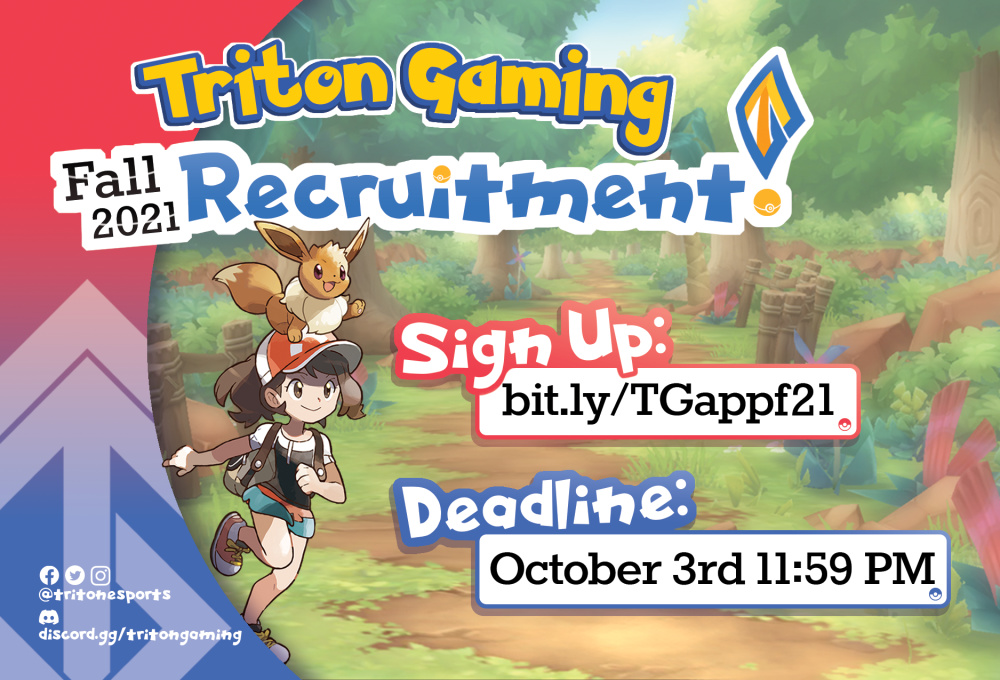 Triton Gaming
Fall
2021
Recruitment!
Sign Up:
bit.ly/TGappf21
Deadline:
October 3rd 11:59 PM
@tritonesports
discord.gg/tritongaming